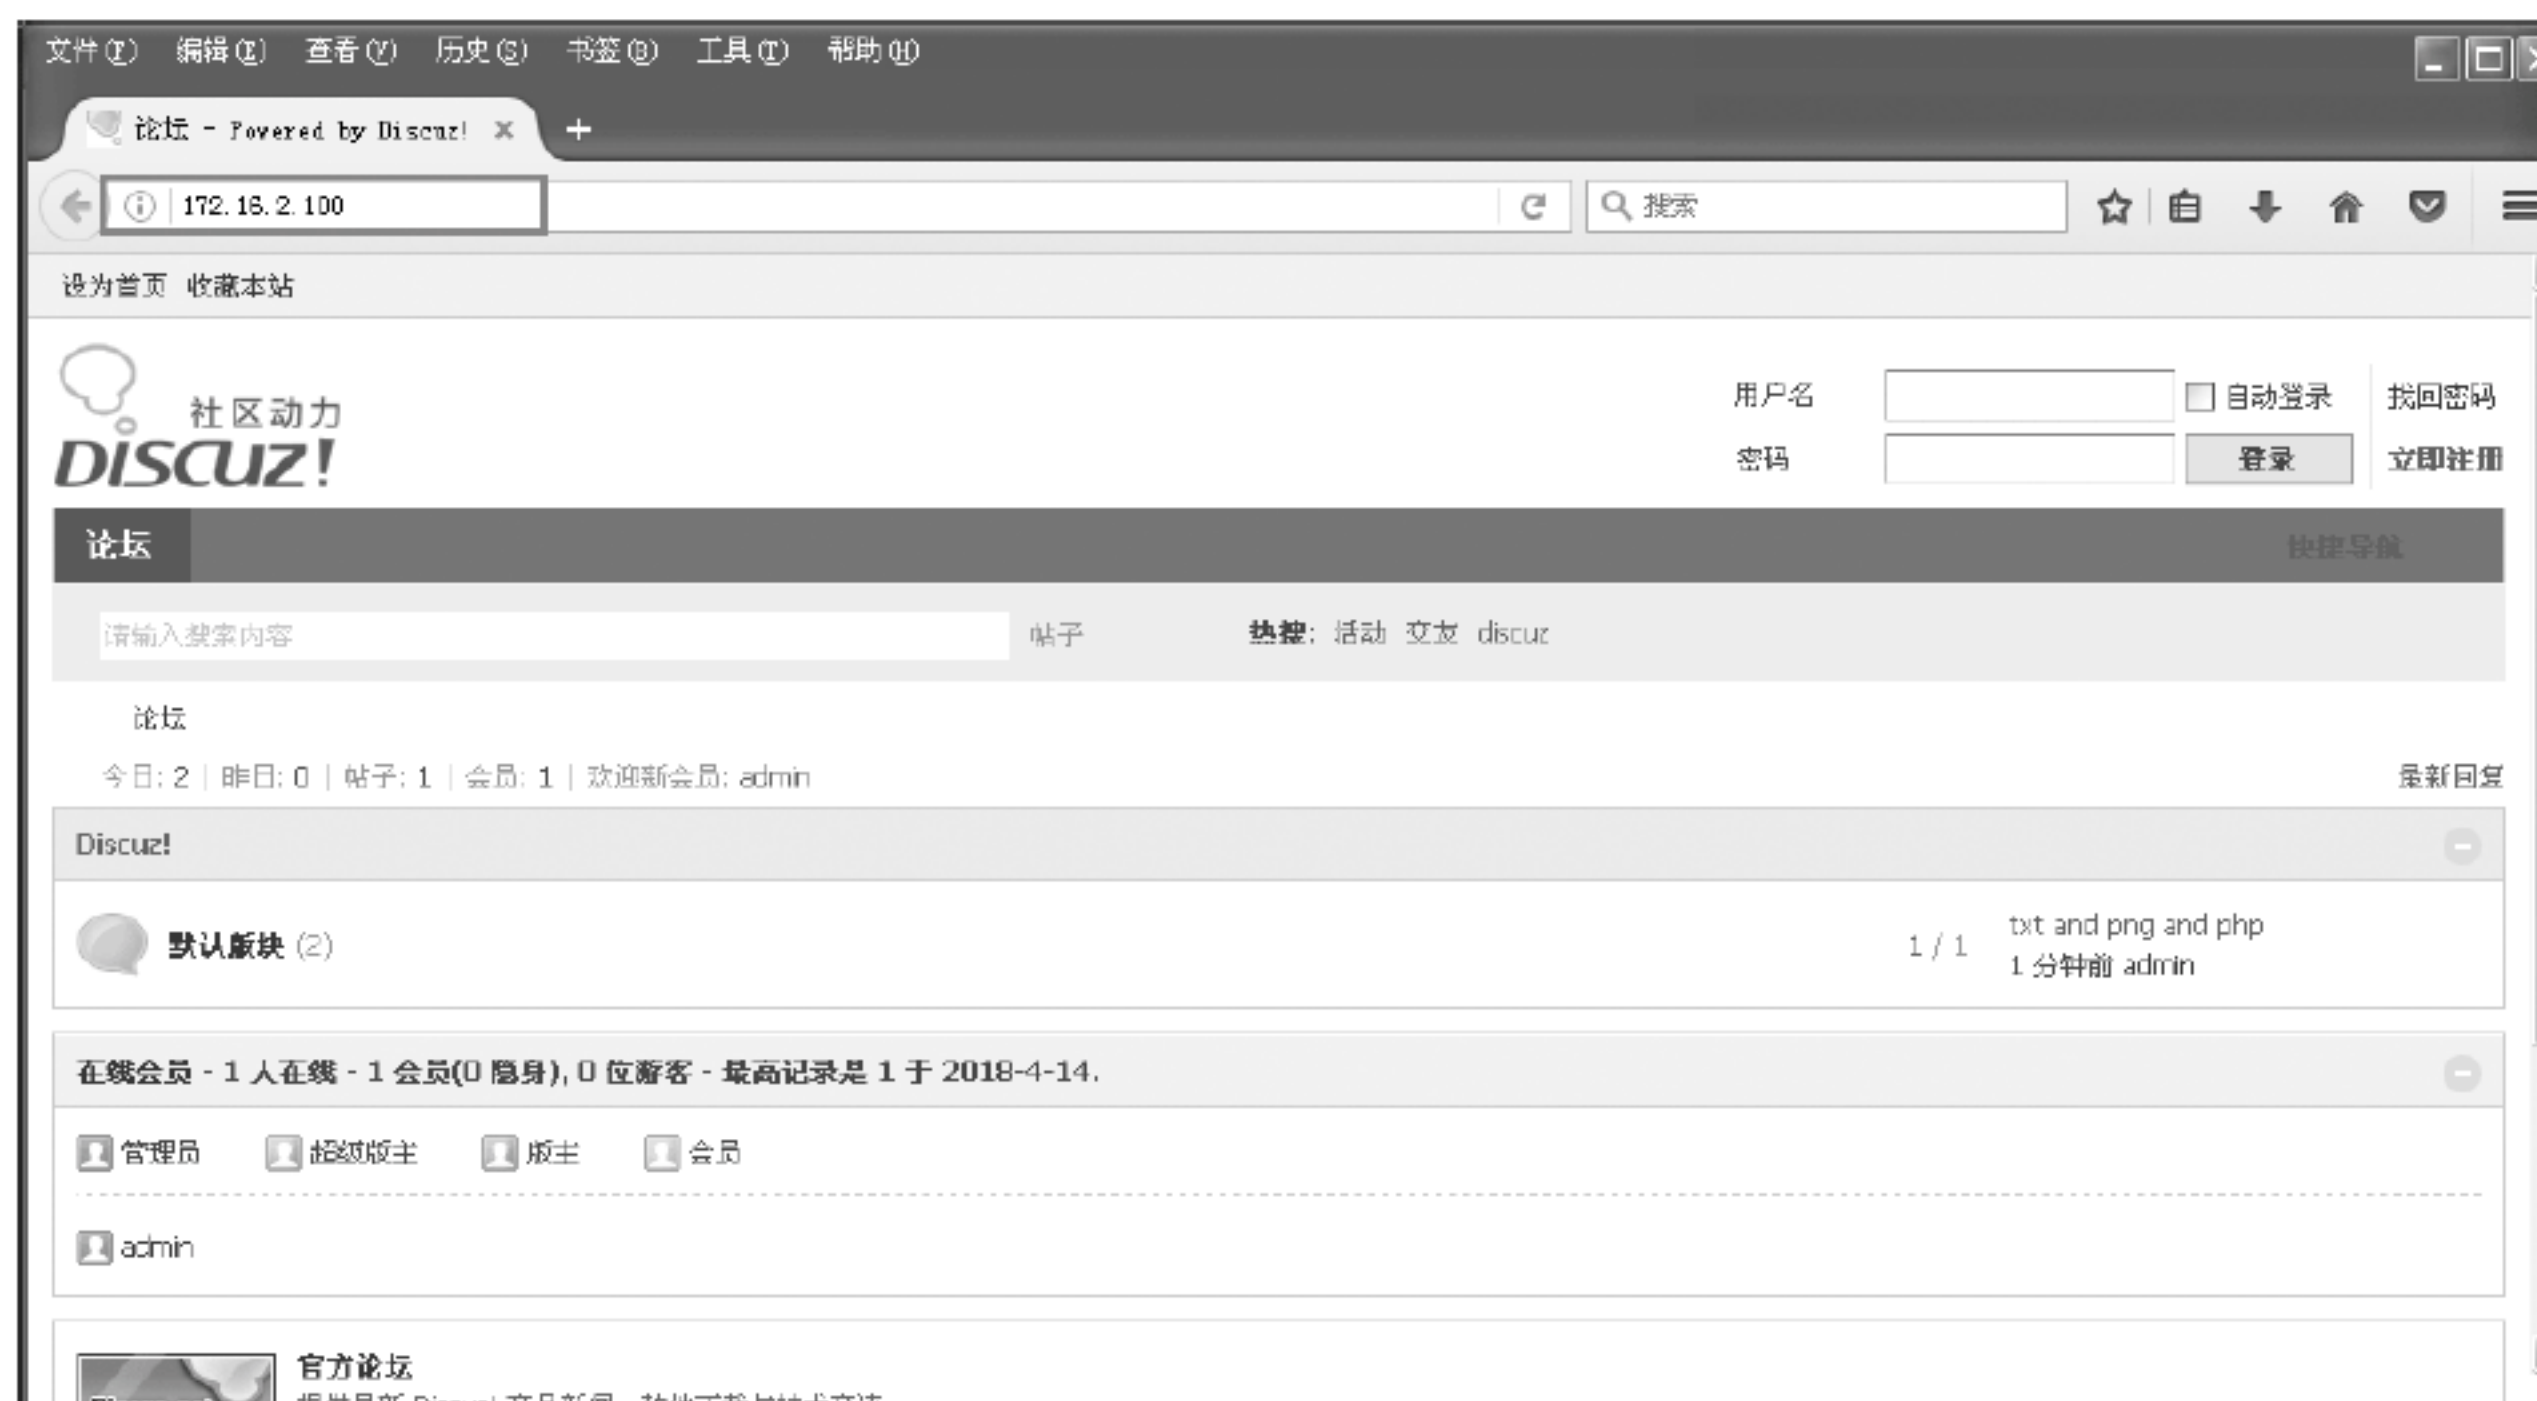 文件(F) 编辑(E) 查看(V) 历史(S) 书签(B) 工具(T) 帮助(H)
论坛 - Powered by Discuz!
172.16.2.100
搜索
设为首页 收藏本站
社区动力
DISCUZ!
用户名 自动登录 找回密码
密码 登录 立即注册
论坛 快捷导航
请输入搜索内容 帖子 热搜: 活动 交友 discuz
论坛
今日: 2 | 昨日: 0 | 帖子: 1 | 会员: 1 | 欢迎新会员: admin 最新回复
Discuz!
默认版块 (2) 1 / 1 txt and png and php
1 分钟前 admin
在线会员 - 1 人在线 - 1 会员(0 隐身), 0 位游客 - 最高记录是 1 于 2018-4-14.
管理员 超级版主 版主 会员
admin
官方论坛